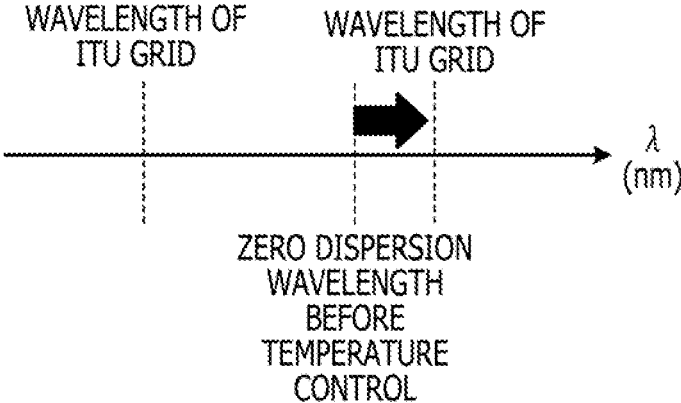 WAVELENGTH OF
ITU GRID
WAVELENGTH OF
ITU GRID
λ
(nm)
ZERO DISPERSION
WAVELENGTH
BEFORE
TEMPERATURE
CONTROL